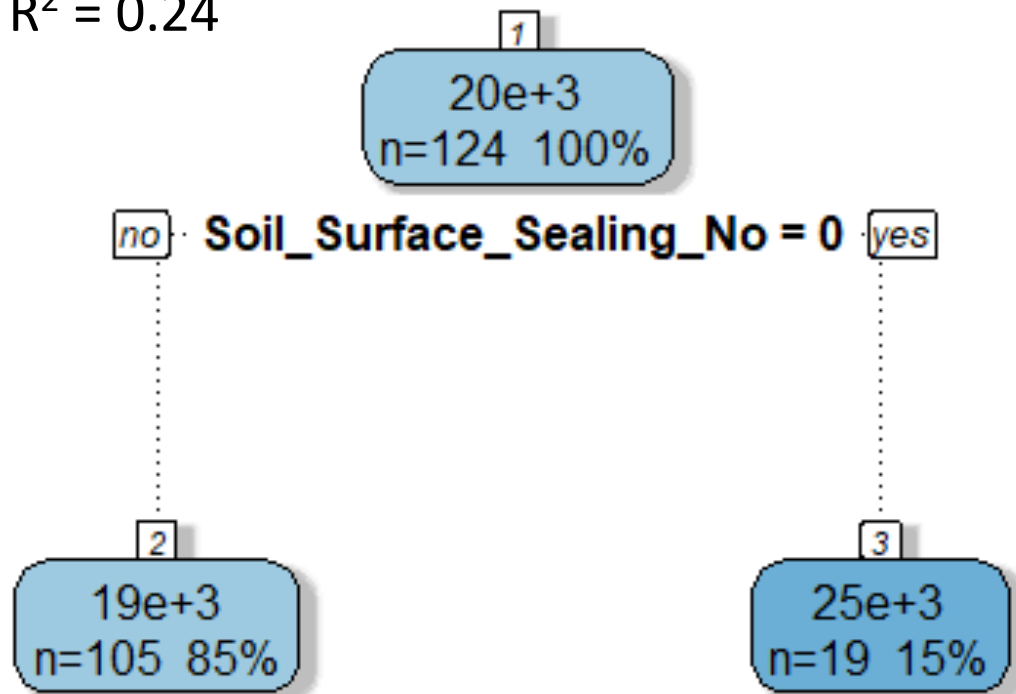 R² = 0.24
1
20e+3
n=124 100%
no Soil_Surface_Sealing_No = 0 yes
2 3
19e+3 25e+3
n=105 85% n=19 15%